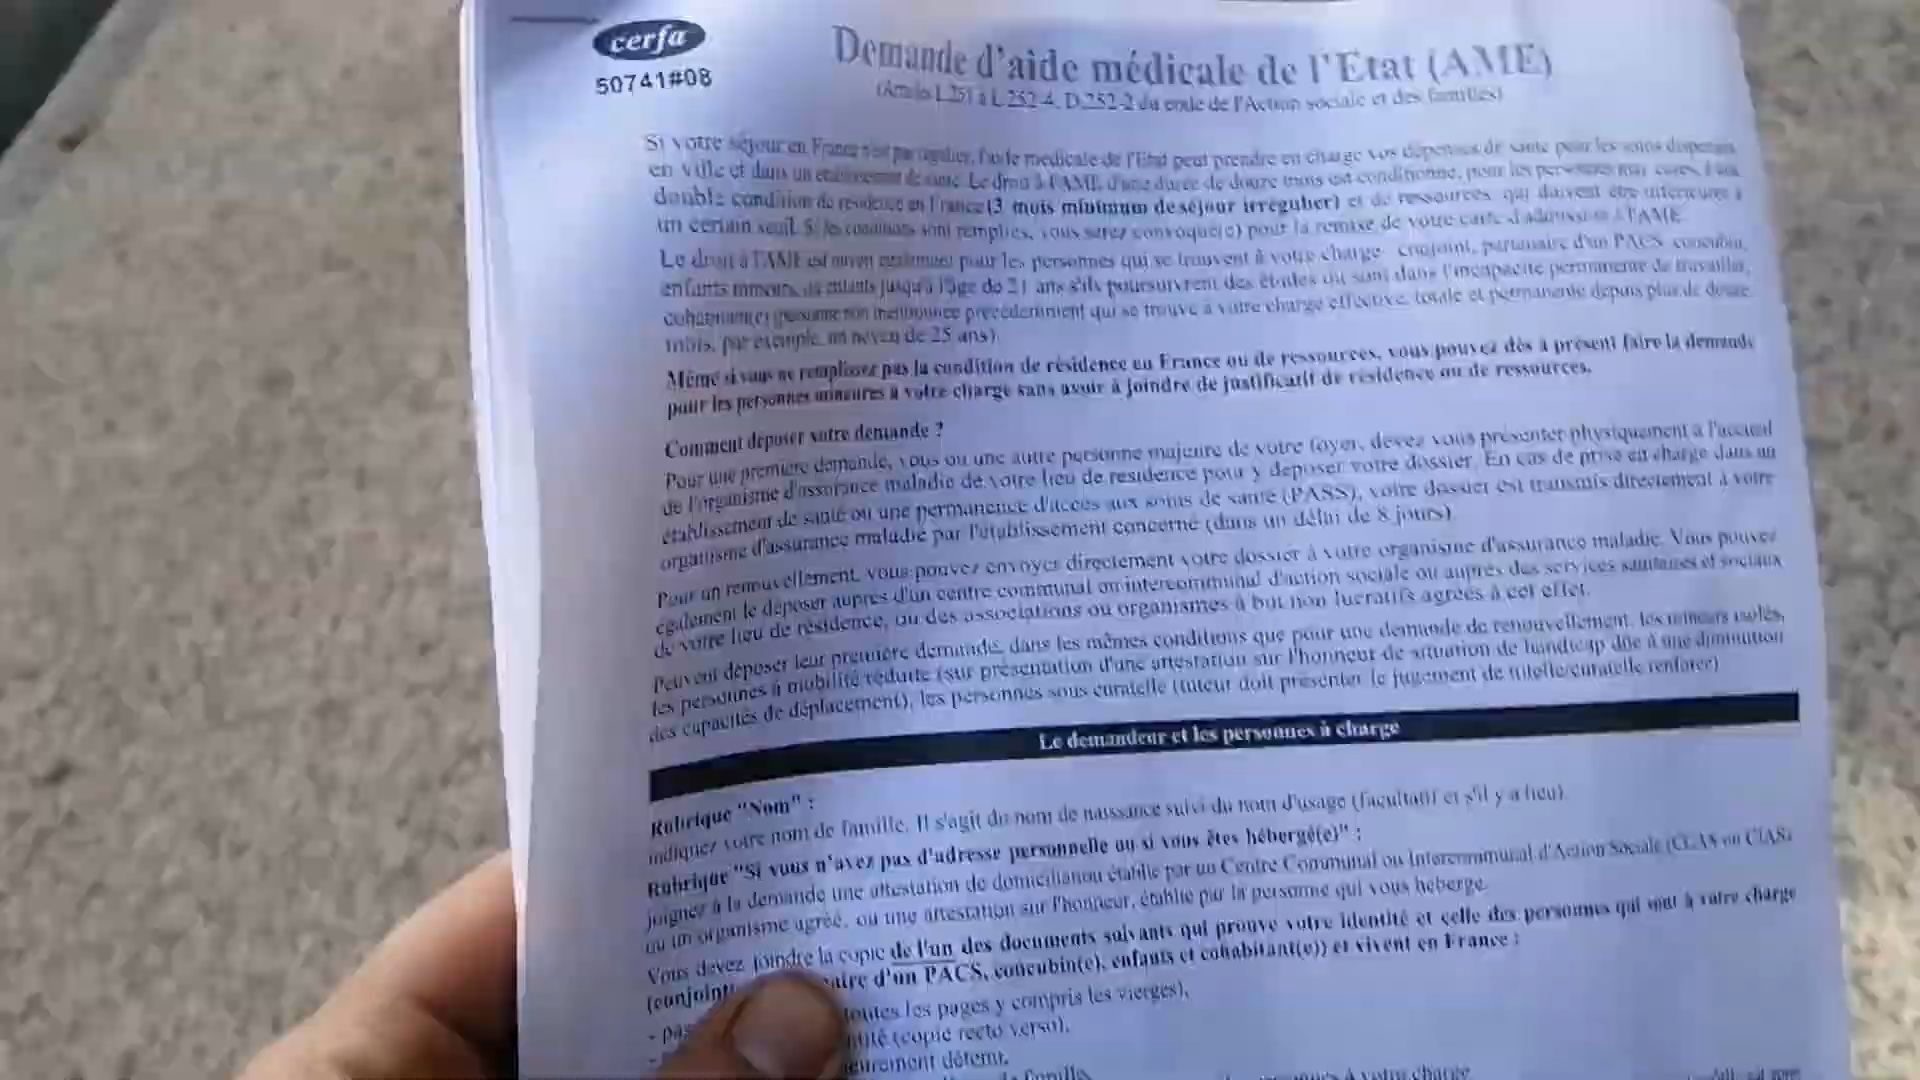 cerfa
50741#08
Demande d'aide médicale de l'Etat (AME)
(Articles L.251 à L.252-4, D.252-2 du code de l'Action sociale et des familles)
Si votre séjour en France n'est pas régulier, l'aide médicale de l'Etat peut prendre en charge vos dépenses de santé pour les soins dispensés
en ville et dans un établissement de santé. Le droit à l'AME d'une durée de douze mois est conditionné, pour les personnes majeures, à une
double condition de résidence en France (3 mois minimum de séjour irrégulier) et de ressources, qui doivent être inférieures à
un certain seuil. Si les conditions sont remplies, vous serez convoqué(e) pour la remise de votre carte d'admission à l'AME.
Le droit à l'AME est ouvert également pour les personnes qui se trouvent à votre charge : conjoint, partenaire d'un PACS, concubin,
enfants mineurs, ou enfants jusqu'à l'âge de 21 ans s'ils poursuivent des études ou sont dans l'incapacité permanente de travailler,
cohabitant(e) (personne non mentionnée précédemment qui se trouve à votre charge effective, totale et permanente depuis plus de douze
mois, par exemple, un neveu de 25 ans).
Même si vous ne remplissez pas la condition de résidence en France ou de ressources, vous pouvez dès à présent faire la demande
pour les personnes mineures à votre charge sans avoir à joindre de justificatif de résidence ou de ressources.
Comment déposer votre demande ?
Pour une première demande, vous ou une autre personne majeure de votre foyer, devez vous présenter physiquement à l'accueil
de l'organisme d'assurance maladie de votre lieu de résidence pour y déposer votre dossier. En cas de prise en charge dans un
établissement de santé ou une permanence d'accès aux soins de santé (PASS), votre dossier est transmis directement à votre
organisme d'assurance maladie par l'établissement concerné (dans un délai de 8 jours)
Pour un renouvellement, vous pouvez envoyer directement votre dossier à votre organisme d'assurance maladie. Vous pouvez
également le déposer auprès d'un centre communal ou intercommunal d'action sociale ou auprès des services sanitaires et sociaux
de votre lieu de résidence, ou des associations ou organismes à but non lucratifs agréés à cet effet.
Peuvent déposer leur première demande, dans les mêmes conditions que pour une demande de renouvellement, les mineurs isolés,
les personnes à mobilité réduite (sur présentation d'une attestation sur l'honneur de situation de handicap dûe à une diminution
des capacités de déplacement), les personnes sous curatelle (tuteur doit présenter le jugement de tutelle/curatelle renforcé)
Le demandeur et les personnes à charge
Rubrique "Nom" :
indiquez votre nom de famille. Il s'agit du nom de naissance suivi du nom d'usage (facultatif et s'il y a lieu).
Rubrique "Si vous n'avez pas d'adresse personnelle ou si vous êtes hébergé(e)" :
joignez à la demande une attestation de domiciliation établie par un Centre Communal ou Intercommunal d'Action Sociale (CCAS ou CIAS)
ou un organisme agréé, ou une attestation sur l'honneur, établie par la personne qui vous héberge.
Vous devez joindre la copie de l'un des documents suivants qui prouve votre identité et celle des personnes qui sont à votre charge
(conjoint aire d'un PACS, concubin(e), enfants et cohabitant(e)) et vivent en France :
- pas toutes les pages y compris les vierges),
- tité (copie recto verso),